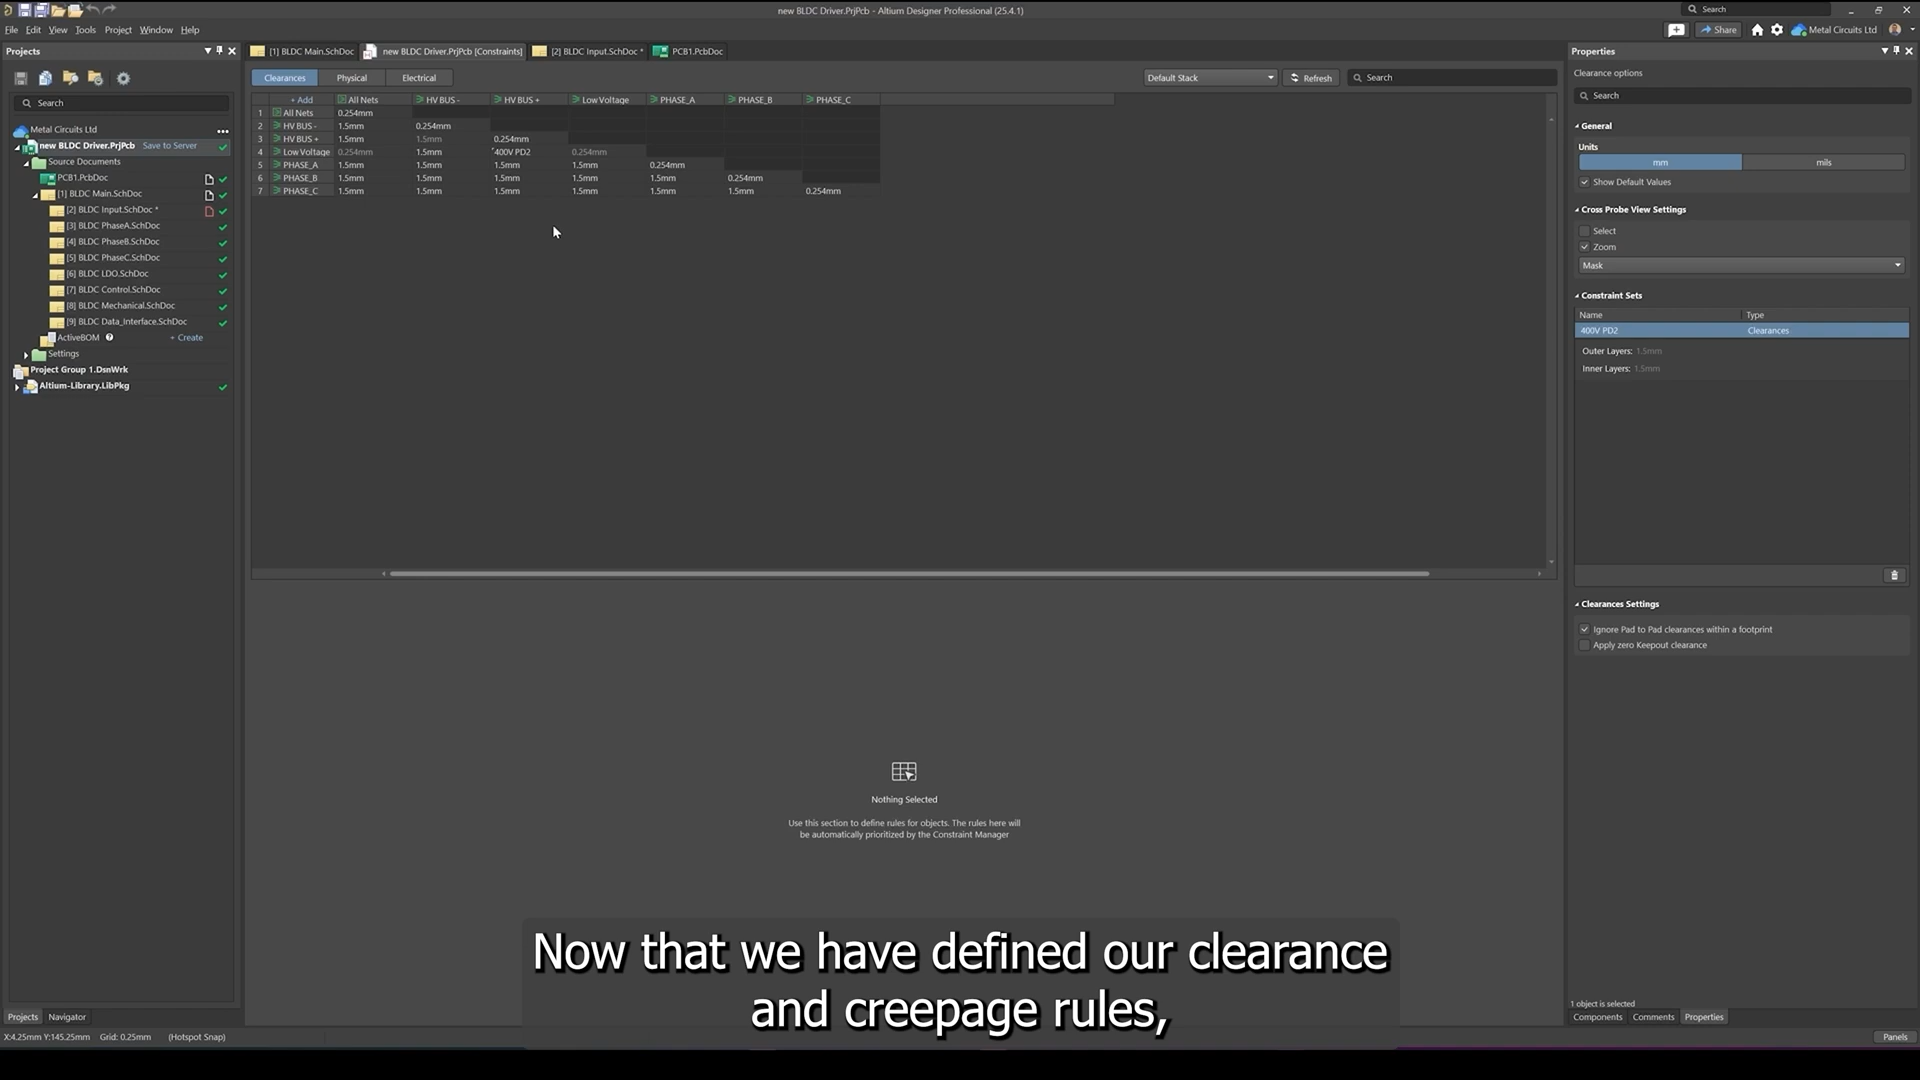 new BLDC Driver.PrjPcb - Altium Designer Professional (25.4.1)
Search
File Edit View Tools Project Window Help
Share
Metal Circuits Ltd
Projects
[1] BLDC Main.SchDoc
new BLDC Driver.PrjPcb [Constraints]
[2] BLDC Input.SchDoc *
PCB1.PcbDoc
Properties
Clearances Physical Electrical
Default Stack
Refresh
Search
Clearance options
Search
Search
+ Add All Nets HV BUS - HV BUS + Low Voltage PHASE_A PHASE_B PHASE_C
1 All Nets 0.254mm
2 HV BUS - 1.5mm 0.254mm
3 HV BUS + 1.5mm 1.5mm 0.254mm
4 Low Voltage 0.254mm 1.5mm *400V PD2 0.254mm
5 PHASE_A 1.5mm 1.5mm 1.5mm 1.5mm 0.254mm
6 PHASE_B 1.5mm 1.5mm 1.5mm 1.5mm 1.5mm 0.254mm
7 PHASE_C 1.5mm 1.5mm 1.5mm 1.5mm 1.5mm 1.5mm 0.254mm
Metal Circuits Ltd
new BLDC Driver.PrjPcb Save to Server
Source Documents
PCB1.PcbDoc
[1] BLDC Main.SchDoc
[2] BLDC Input.SchDoc *
[3] BLDC PhaseA.SchDoc
[4] BLDC PhaseB.SchDoc
[5] BLDC PhaseC.SchDoc
[6] BLDC LDO.SchDoc
[7] BLDC Control.SchDoc
[8] BLDC Mechanical.SchDoc
[9] BLDC Data_Interface.SchDoc
ActiveBOM + Create
Settings
Project Group 1.DsnWrk
Altium-Library.LibPkg
General
Units
mm mils
Show Default Values
Cross Probe View Settings
Select
Zoom
Mask
Constraint Sets
Name Type
400V PD2 Clearances
Outer Layers: 1.5mm
Inner Layers: 1.5mm
Clearances Settings
Ignore Pad to Pad clearances within a footprint
Apply zero Keepout clearance
Nothing Selected
Use this section to define rules for objects. The rules here will
be automatically prioritized by the Constraint Manager
Now that we have defined our clearance
and creepage rules,
1 object is selected
Projects Navigator
Components Comments Properties
X:4.25mm Y:145.25mm Grid: 0.25mm (Hotspot Snap)
Panels